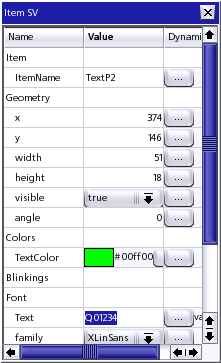 Item SV
Name Value Dynami
Item
ItemName TextP2 ...
Geometry
x 374 ...
y 146 ...
width 51 ...
height 18 ...
visible true ...
angle 0 ...
Colors
TextColor #00ff00 ...
Blinkings
Font
Text Q01234 ... va
family XLinSans ...